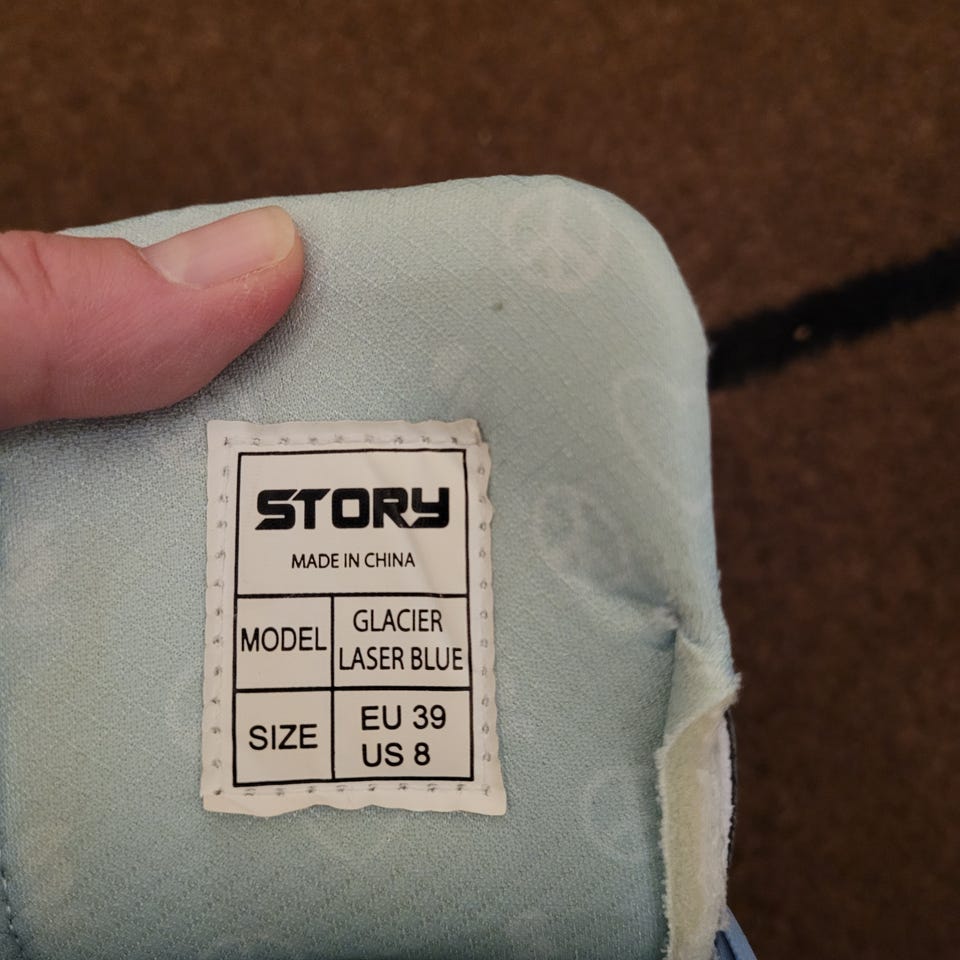 STORY
MADE IN CHINA
MODEL
GLACIER
LASER BLUE
SIZE
EU 39
US 8